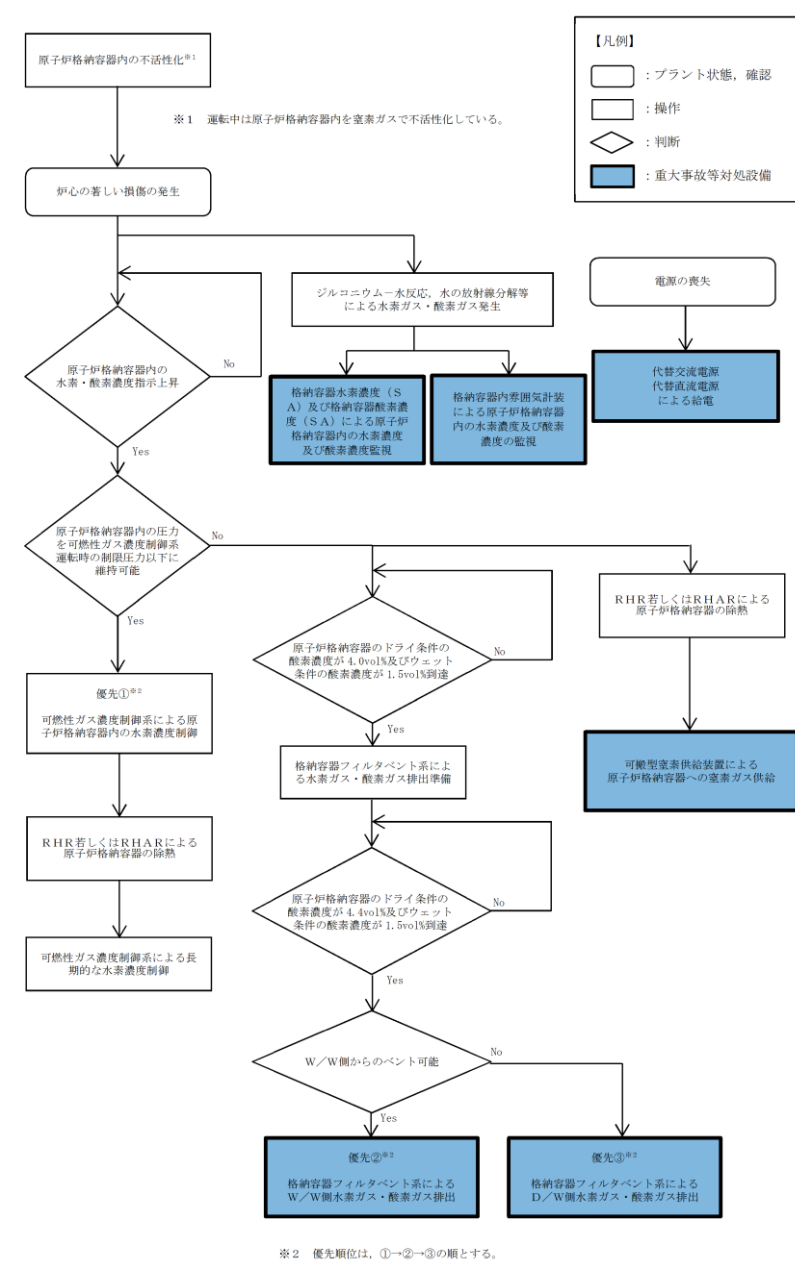 【凡例】
：プラント状態，確認
：操作
：判断
：重大事故等対処設備
原子炉格納容器内の不活性化※1
※1　運転中は原子炉格納容器内を窒素ガスで不活性化している。
炉心の著しい損傷の発生
ジルコニウム－水反応，水の放射線分解等
による水素ガス・酸素ガス発生
電源の喪失
原子炉格納容器内の
水素・酸素濃度指示上昇
No
Yes
格納容器水素濃度（S
A）及び格納容器酸素濃
度（SA）による原子炉
格納容器内の水素濃度
及び酸素濃度監視
格納容器内雰囲気計装
による原子炉格納容器
内の水素濃度及び酸素
濃度の監視
代替交流電源
代替直流電源
による給電
原子炉格納容器内の圧力
を可燃性ガス濃度制御系
運転時の制限圧力以下に
維持可能
No
Yes
優先①※2
可燃性ガス濃度制御系による原
子炉格納容器内の水素濃度制御
RHR若しくはRHARによる
原子炉格納容器の除熱
可燃性ガス濃度制御系による長
期的な水素濃度制御
原子炉格納容器のドライ条件の
酸素濃度が 4.0vol%及びウェット
条件の酸素濃度が 1.5vol%到達
No
Yes
格納容器フィルタベント系によ
る水素ガス・酸素ガス排出準備
原子炉格納容器のドライ条件の
酸素濃度が 4.4vol%及びウェット
条件の酸素濃度が 1.5vol%到達
No
Yes
W／W側からのベント可能
No
Yes
優先②※2
格納容器フィルタベント系による
W／W側水素ガス・酸素ガス排出
優先③※2
格納容器フィルタベント系による
D／W側水素ガス・酸素ガス排出
RHR若しくはRHARによる
原子炉格納容器の除熱
可搬型窒素供給装置による
原子炉格納容器への窒素ガス供給
※2　優先順位は，①→②→③の順とする。